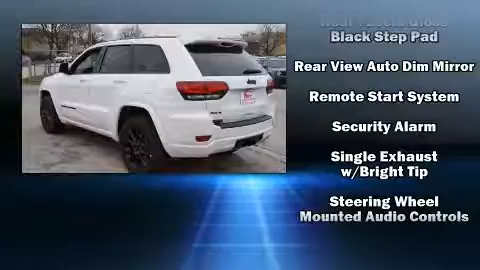 Black Step Pad
Rear View Auto Dim Mirror
Remote Start System
Security Alarm
Single Exhaust
w/Bright Tip
Steering Wheel
Mounted Audio Controls